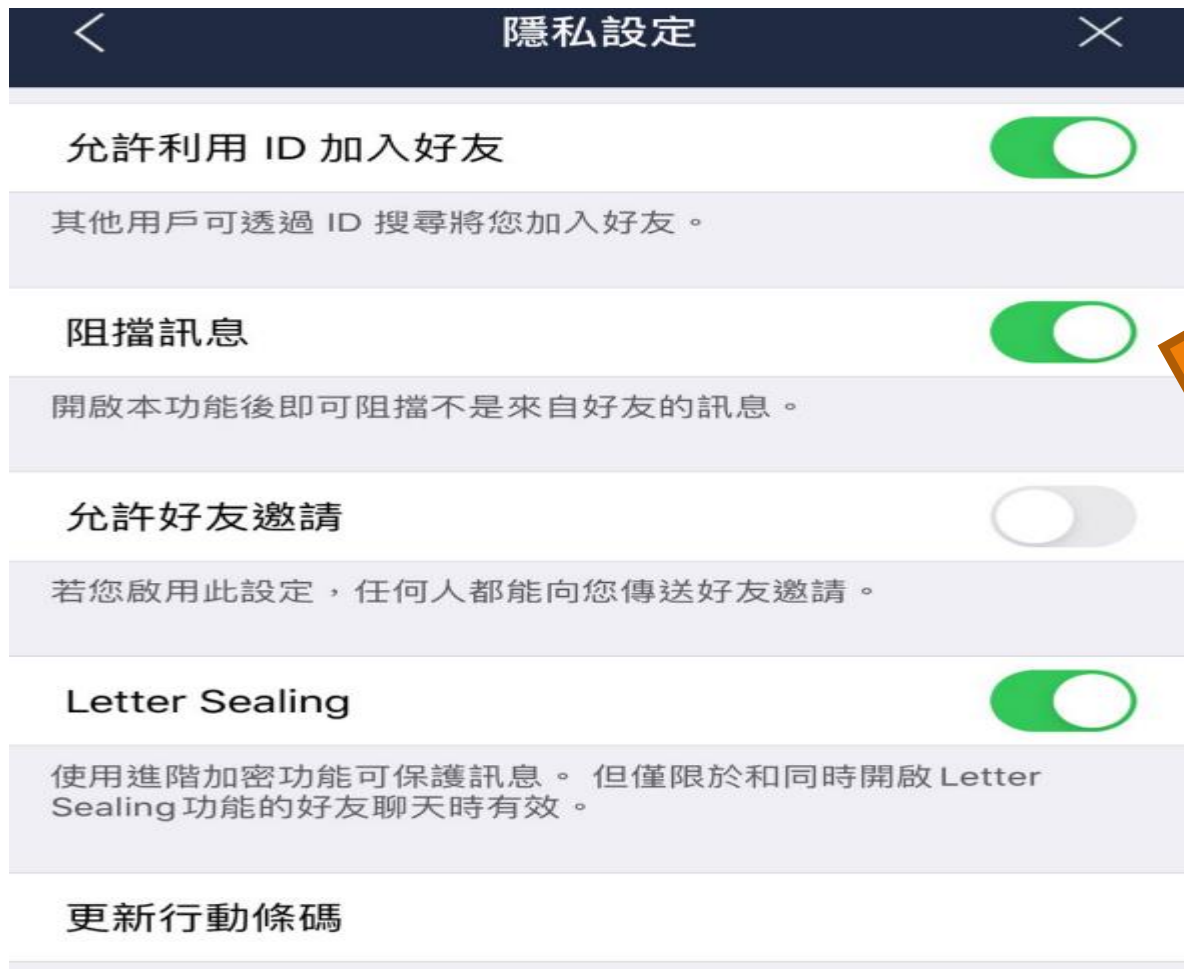 隱私設定
允許利用 ID 加入好友
其他用戶可透過 ID 搜尋將您加入好友。
阻擋訊息
開啟本功能後即可阻擋不是來自好友的訊息。
允許好友邀請
若您啟用此設定，任何人都能向您傳送好友邀請。
Letter Sealing
使用進階加密功能可保護訊息。 但僅限於和同時開啟 Letter
Sealing 功能的好友聊天時有效。
更新行動條碼